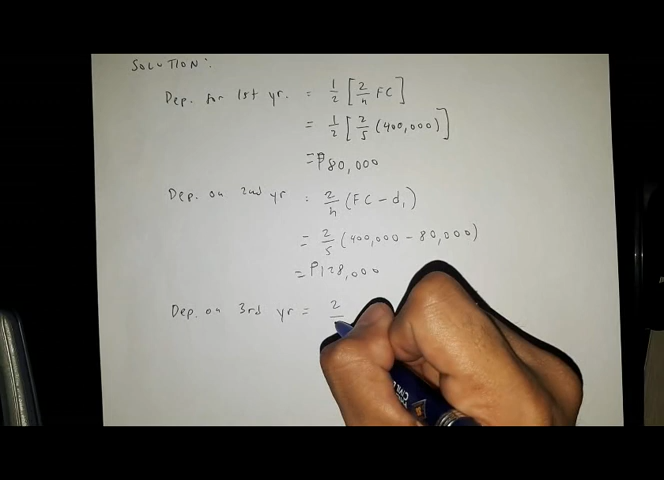 SOLUTION:
Dep. for 1st yr. = 1/2 [2/n FC]
= 1/2 [2/5 (400,000)]
= ₱80,000
Dep. on 2nd yr = 2/n (FC - d₁)
= 2/5 (400,000 - 80,000)
= ₱128,000
Dep. on 3rd yr = 2